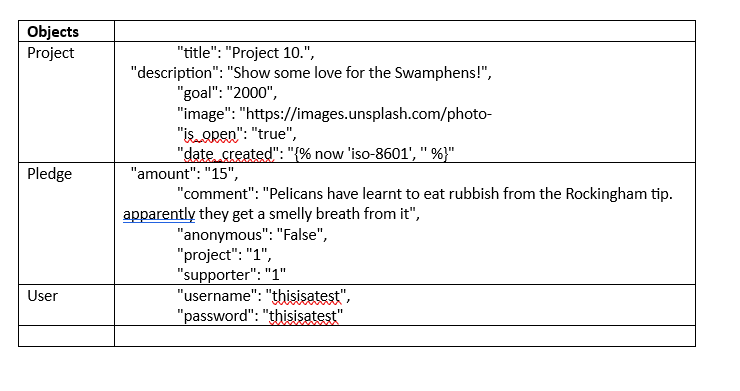 Objects
Project
"title": "Project 10.",
"description": "Show some love for the Swamphens!",
"goal": "2000",
"image": "https://images.unsplash.com/photo-
"is_open": "true",
"date_created": "{% now 'iso-8601', '' %}"
Pledge
"amount": "15",
"comment": "Pelicans have learnt to eat rubbish from the Rockingham tip.
apparently they get a smelly breath from it",
"anonymous": "False",
"project": "1",
"supporter": "1"
User
"username": "thisisatest",
"password": "thisisatest"